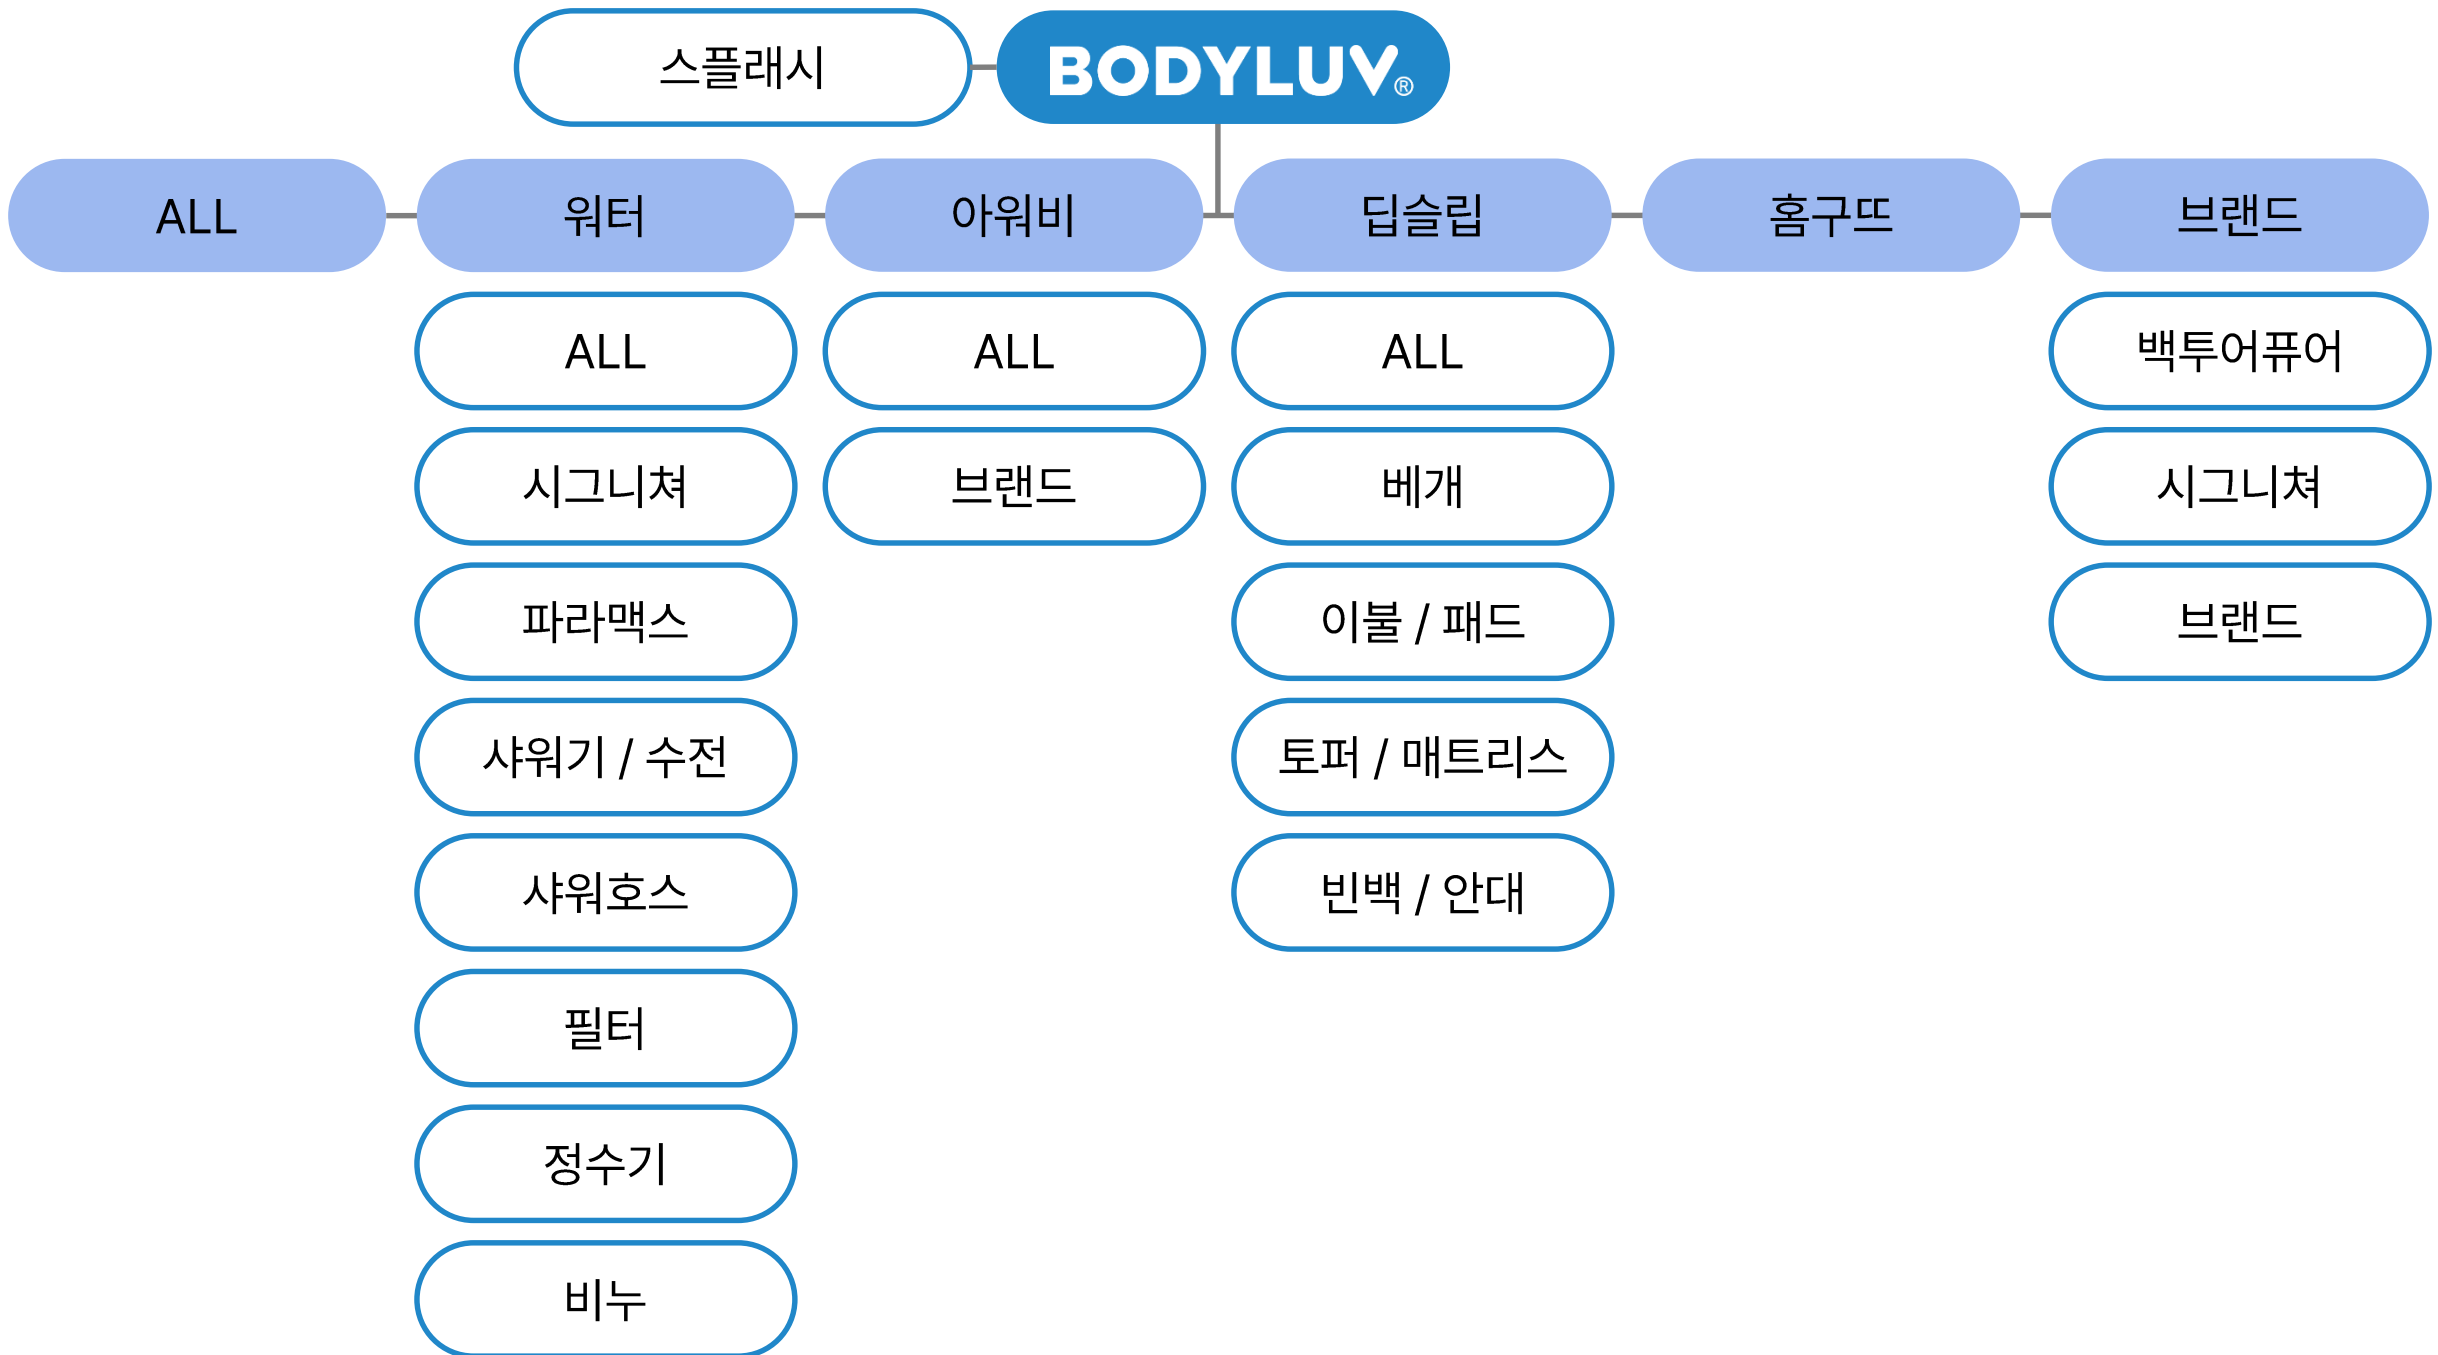 스플래시
BODYLUV®
ALL
워터
아워비
딥슬립
홈구뜨
브랜드
ALL
ALL
ALL
백투어퓨어
시그니쳐
브랜드
베개
시그니쳐
파라맥스
이불 / 패드
브랜드
샤워기 / 수전
토퍼 / 매트리스
샤워호스
빈백 / 안대
필터
정수기
비누